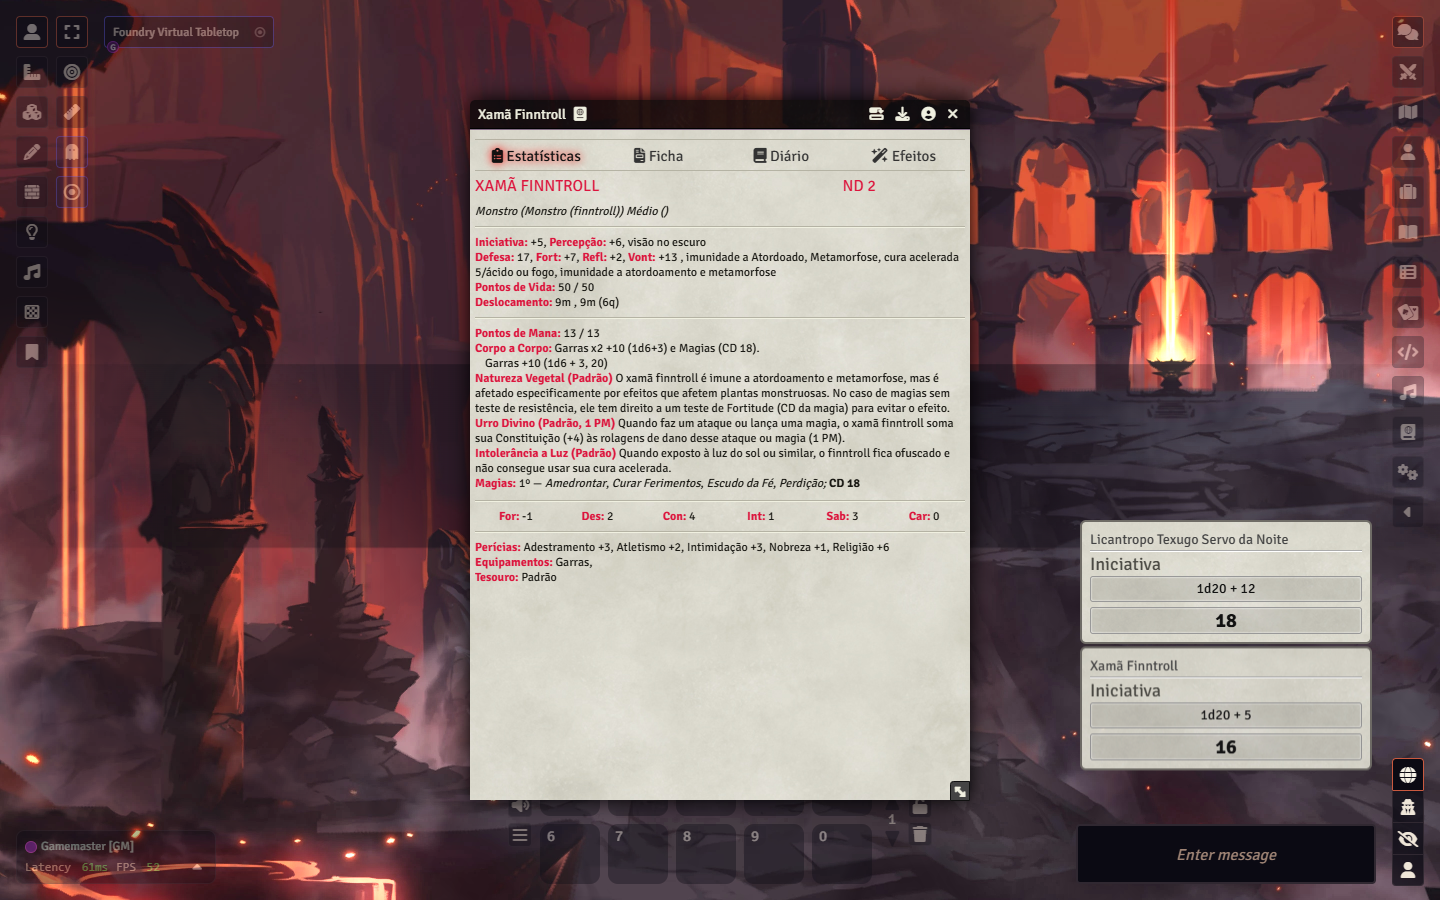 Foundry Virtual Tabletop
G
Xamã Finntroll
Estatísticas
Ficha
Diário
Efeitos
XAMÃ FINNTROLL
ND 2
Monstro (Monstro (finntroll)) Médio ()
Iniciativa: +5, Percepção: +6, visão no escuro
Defesa: 17, Fort: +7, Refl: +2, Vont: +13 , imunidade a Atordoado, Metamorfose, cura acelerada
5/ácido ou fogo, imunidade a atordoamento e metamorfose
Pontos de Vida: 50 / 50
Deslocamento: 9m , 9m (6q)
Pontos de Mana: 13 / 13
Corpo a Corpo: Garras x2 +10 (1d6+3) e Magias (CD 18).
Garras +10 (1d6 + 3, 20)
Natureza Vegetal (Padrão) O xamã finntroll é imune a atordoamento e metamorfose, mas é
afetado especificamente por efeitos que afetem plantas monstruosas. No caso de magias sem
teste de resistência, ele tem direito a um teste de Fortitude (CD da magia) para evitar o efeito.
Urro Divino (Padrão, 1 PM) Quando faz um ataque ou lança uma magia, o xamã finntroll soma
sua Constituição (+4) às rolagens de dano desse ataque ou magia (1 PM).
Intolerância a Luz (Padrão) Quando exposto à luz do sol ou similar, o finntroll fica ofuscado e
não consegue usar sua cura acelerada.
Magias: 1º — Amedrontar, Curar Ferimentos, Escudo da Fé, Perdição; CD 18
For: -1 Des: 2 Con: 4 Int: 1 Sab: 3 Car: 0
Perícias: Adestramento +3, Atletismo +2, Intimidação +3, Nobreza +1, Religião +6
Equipamentos: Garras,
Tesouro: Padrão
Licantropo Texugo Servo da Noite
Iniciativa
1d20 + 12
18
Xamã Finntroll
Iniciativa
1d20 + 5
16
6 7 8 9 0
1
Gamemaster [GM]
Latency 61ms FPS 52
Enter message